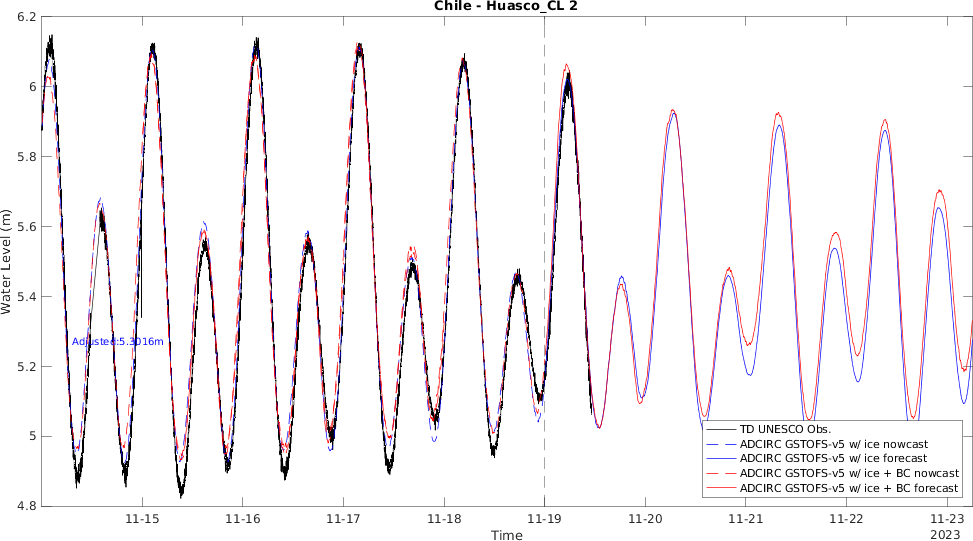 Chile - Huasco_CL 2
6.2
6
5.8
5.6
5.4
5.2
5
4.8
Water Level (m)
Adjusted:5.3016m
TD UNESCO Obs.
ADCIRC GSTOFS-v5 w/ ice nowcast
ADCIRC GSTOFS-v5 w/ ice forecast
ADCIRC GSTOFS-v5 w/ ice + BC nowcast
ADCIRC GSTOFS-v5 w/ ice + BC forecast
11-15
11-16
11-17
11-18
11-19
11-20
11-21
11-22
11-23
2023
Time